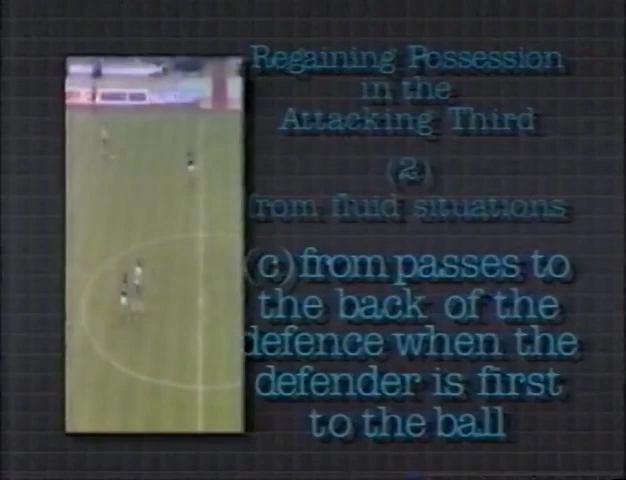 Regaining Possession
in the
Attacking Third
(2)
from fluid situations
(c) from passes to
the back of the
defence when the
defender is first
to the ball